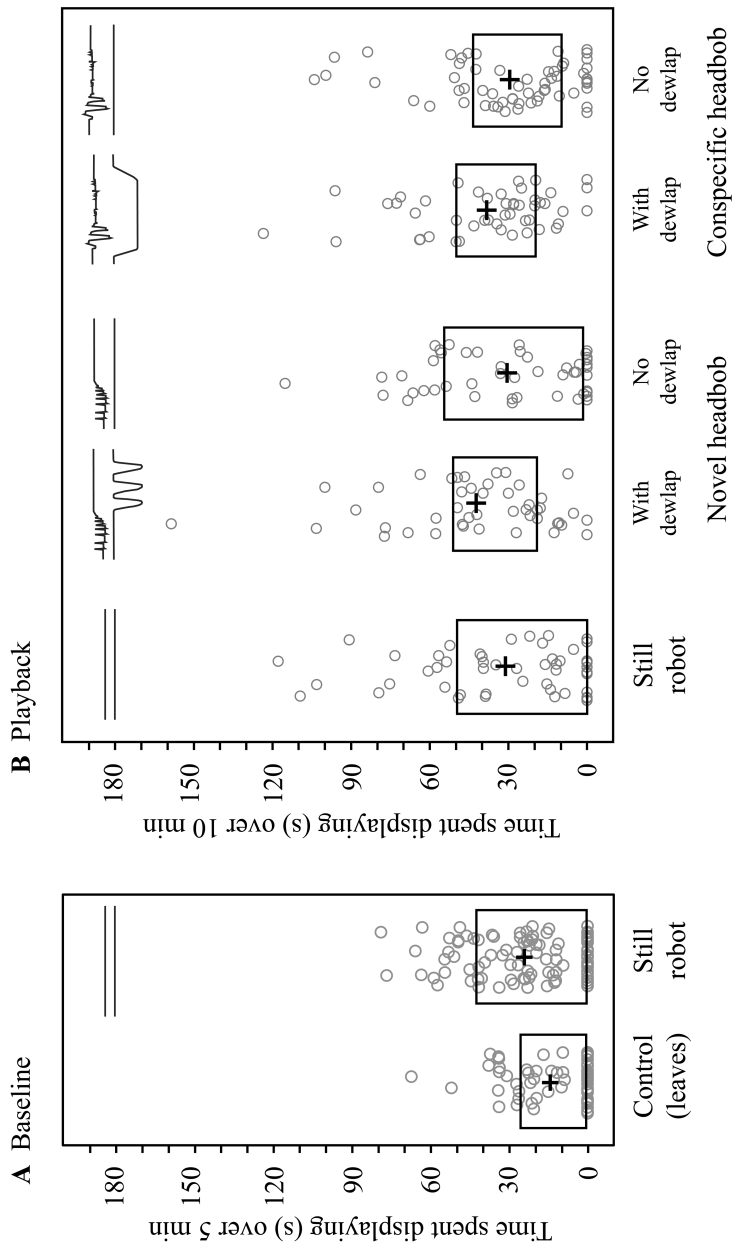 A Baseline
Time spent displaying (s) over 5 min
180
150
120
90
60
30
0
Control
(leaves)
Still
robot
B Playback
Time spent displaying (s) over 10 min
180
150
120
90
60
30
0
Still
robot
With
dewlap
No
dewlap
Novel headbob
With
dewlap
No
dewlap
Conspecific headbob